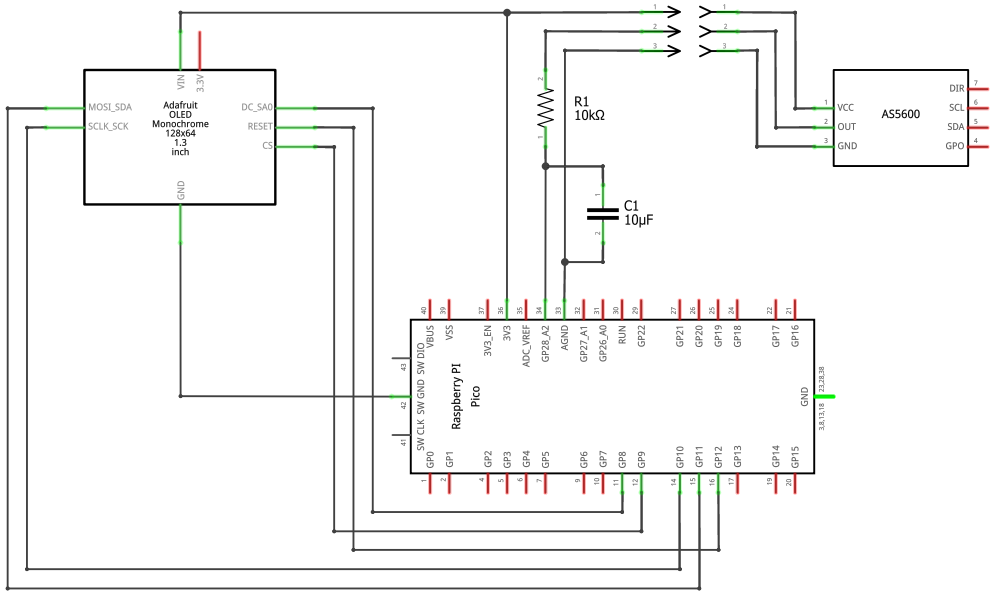 1
2
3
1
2
3
VIN
3.3V
Adafruit
OLED
Monochrome
128x64
1.3
inch
MOSI_SDA
SCLK_SCK
DC_SA0
RESET
CS
GND
2
R1
10kΩ
1
1
C1
10µF
2
AS5600
1
VCC
2
OUT
3
GND
DIR
7
SCL
6
SDA
5
GPO
4
40
39
37
36
35
34
33
32
31
30
29
27
26
25
24
22
21
VBUS
VSS
3V3_EN
3V3
ADC_VREF
GP28_A2
AGND
GP27_A1
GP26_A0
RUN
GP22
GP21
GP20
GP19
GP18
GP17
GP16
43
SW DIO
42
SW GND
41
SW CLK
Raspberry PI
Pico
GND
23,28,38
3,8,13,18
GP0
GP1
GP2
GP3
GP4
GP5
GP6
GP7
GP8
GP9
GP10
GP11
GP12
GP13
GP14
GP15
1
2
4
5
6
7
9
10
11
12
14
15
16
17
19
20